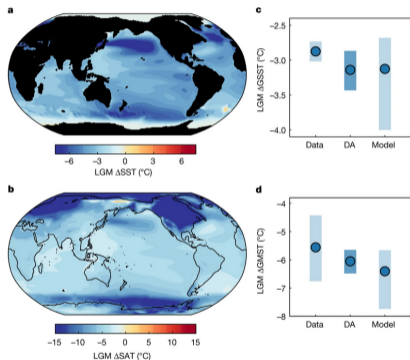 a
−6 −3 0 3 6
LGM ΔSST (°C)
b
−15 −10 −5 0 5 10 15
LGM ΔSAT (°C)
c
−2.5
−3.0
−3.5
−4.0
LGM ΔGSST (°C)
Data DA Model
d
−4
−5
−6
−7
−8
LGM ΔGMST (°C)
Data DA Model